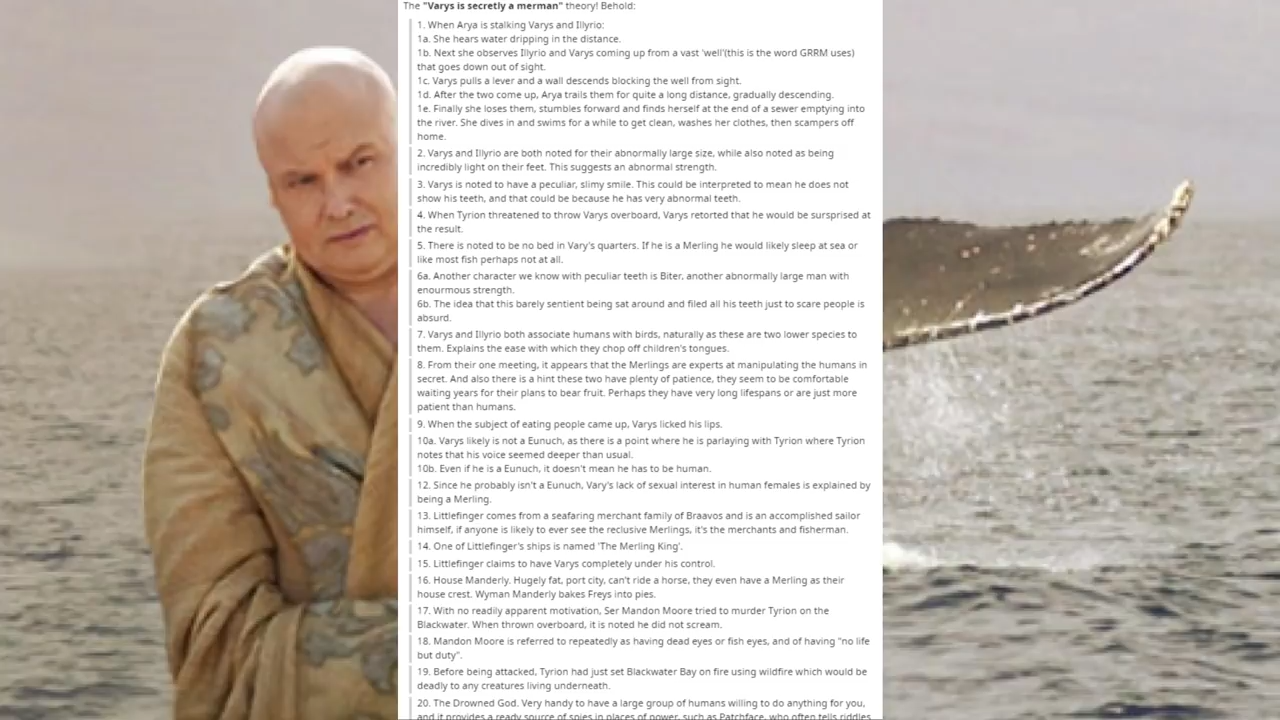 The "Varys is secretly a merman" theory! Behold:
1. When Arya is stalking Varys and Illyrio:
1a. She hears water dripping in the distance.
1b. Next she observes Illyrio and Varys coming up from a vast 'well'(this is the word GRRM uses)
that goes down out of sight.
1c. Varys pulls a lever and a wall descends blocking the well from sight.
1d. After the two come up, Arya trails them for quite a long distance, gradually descending.
1e. Finally she loses them, stumbies forward and finds herself at the end of a sewer emptying into
the river. She dives in and swims for a while to get clean, washes her clothes, then scampers off
home.
2. Varys and Illyrio are both noted for their abnormally large size, while also noted as being
incredibly light on their feet. This suggests an abnormal strength.
3. Varys is noted to have a peculiar, slimy smile. This could be interpreted to mean he does not
show his teeth, and that could be because he has very abnormal teeth.
4. When Tyrion threatened to throw Varys overboard, Varys retorted that he would be sursprised at
the result.
5. There is noted to be no bed in Vary's quarters. If he is a Merling he would likely sleep at sea or
like most fish perhaps not at all.
6a. Another character we know with peculiar teeth is Biter, another abnormally large man with
enourmous strength.
6b. The idea that this barely sentient being sat around and filed all his teeth just to scare people is
absurd.
7. Varys and Illyrio both associate humans with birds, naturally as these are two lower species to
them. Explains the ease with which they chop off children's tongues.
8. From their one meeting, it appears that the Merlings are experts at manipulating the humans in
secret. And also there is a hint these two have plenty of patience, they seem to be comfortable
waiting years for their plans to bear fruit. Perhaps they have very long lifespans or are just more
patient than humans.
9. When the subject of eating people came up, Varys licked his lips.
10a. Varys likely is not a Eunuch, as there is a point where he is parlaying with Tyrion where Tyrion
notes that his voice seemed deeper than usual.
10b. Even if he is a Eunuch, it doesn't mean he has to be human.
12. Since he probably isn't a Eunuch, Vary's lack of sexual interest in human females is explained by
being a Merling.
13. Littlefinger comes from a seafaring merchant family of Braavos and is an accomplished sailor
himself, if anyone is likely to ever see the reclusive Merlings, it's the merchants and fisherman.
14. One of Littlefinger's ships is named 'The Merling King'.
15. Littlefinger claims to have Varys completely under his control.
16. House Manderly. Hugely fat, port city, can't ride a horse, they even have a Merling as their
house crest. Wyman Manderly bakes Freys into pies.
17. With no readily apparent motivation, Ser Mandon Moore tried to murder Tyrion on the
Blackwater. When thrown overboard, it is noted he did not scream.
18. Mandon Moore is referred to repeatedly as having dead eyes or fish eyes, and of having "no life
but duty".
19. Before being attacked, Tyrion had just set Blackwater Bay on fire using wildfire which would be
deadly to any creatures living underneath.
20. The Drowned God. Very handy to have a large group of humans willing to do anything for you,
and it provides a ready source of spies in places of power, such as Patchface, who often tells riddles